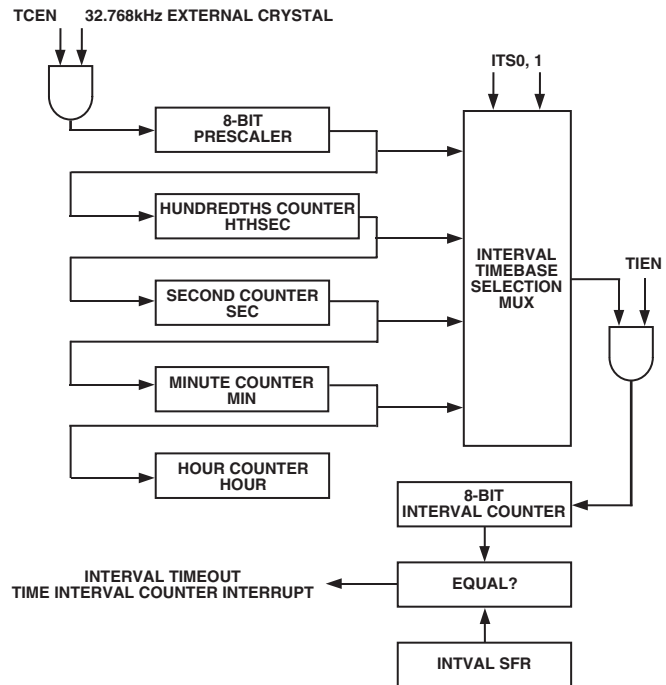 TCEN 32.768kHz EXTERNAL CRYSTAL
ITS0, 1
8-BIT
PRESCALER
HUNDREDTHS COUNTER
HTHSEC
INTERVAL
TIMEBASE
SELECTION
MUX
TIEN
SECOND COUNTER
SEC
MINUTE COUNTER
MIN
HOUR COUNTER
HOUR
8-BIT
INTERVAL COUNTER
INTERVAL TIMEOUT
TIME INTERVAL COUNTER INTERRUPT
EQUAL?
INTVAL SFR